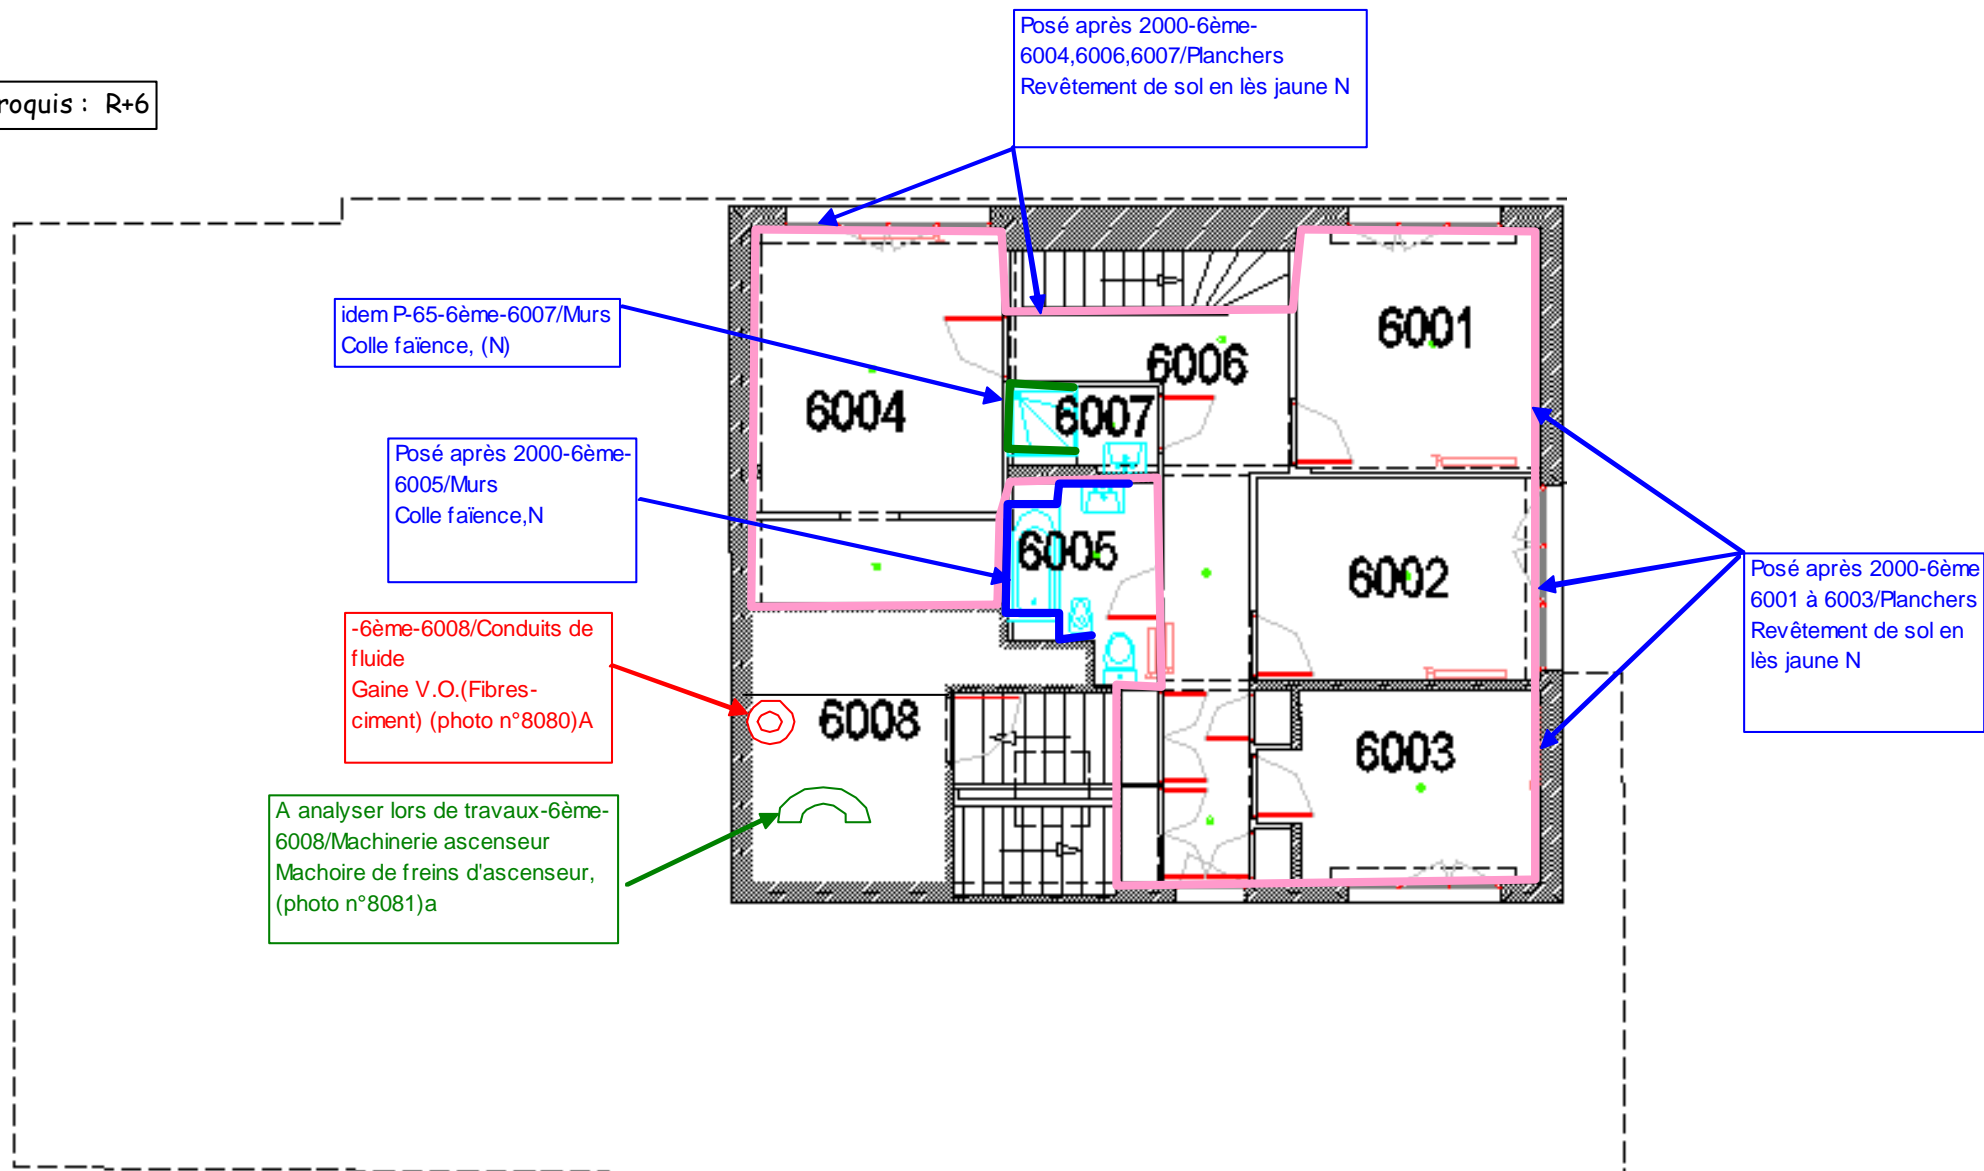 roquis : R+6
Posé après 2000-6ème-
6004,6006,6007/Planchers
Revêtement de sol en lès jaune N
idem P-65-6ème-6007/Murs
Colle faïence, (N)
Posé après 2000-6ème-
6005/Murs
Colle faïence,N
-6ème-6008/Conduits de
fluide
Gaine V.O.(Fibres-
ciment) (photo n°8080)A
A analyser lors de travaux-6ème-
6008/Machinerie ascenseur
Machoire de freins d'ascenseur,
(photo n°8081)a
Posé après 2000-6ème
6001 à 6003/Planchers
Revêtement de sol en
lès jaune N
6001
6006
6004
6007
6005
6002
6008
6003